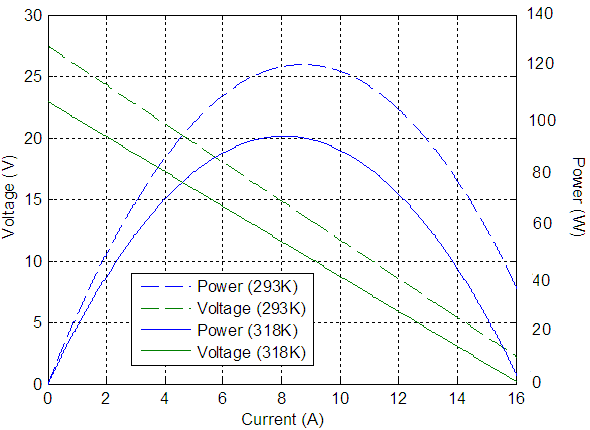 30
25
20
15
10
5
0
Voltage (V)
140
120
100
80
60
40
20
0
Power (W)
Power (293K)
Voltage (293K)
Power (318K)
Voltage (318K)
0 2 4 6 8 10 12 14 16
Current (A)